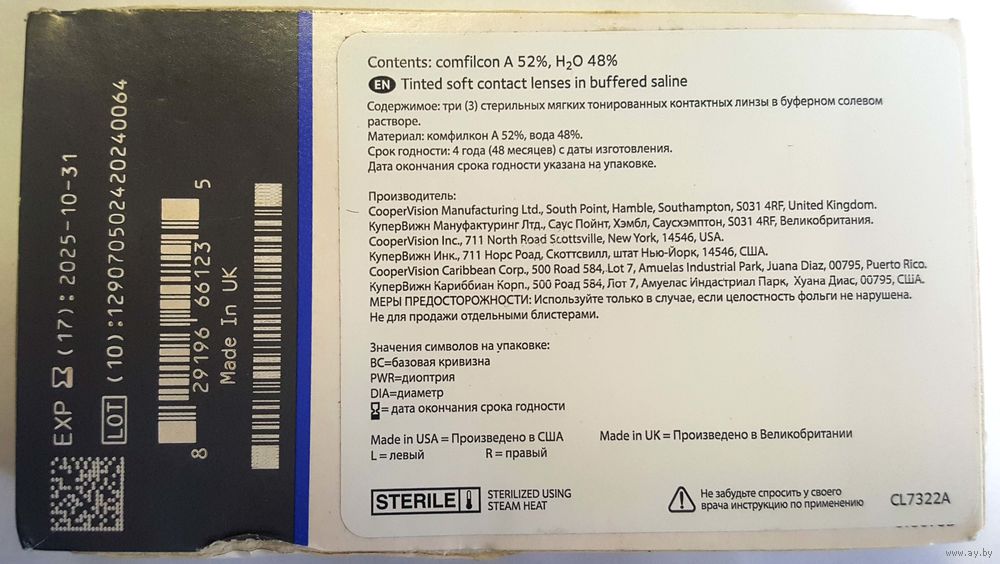 EXP (17):2025-10-31
LOT (10):12907050242024 0064
8 29196 66123 5
Made In UK
Contents: comfilcon A 52%, H₂O 48%
EN Tinted soft contact lenses in buffered saline
Содержимое: три (3) стерильных мягких тонированных контактных линзы в буферном солевом
растворе.
Материал: комфилкон А 52%, вода 48%.
Срок годности: 4 года (48 месяцев) с даты изготовления.
Дата окончания срока годности указана на упаковке.
Производитель:
CooperVision Manufacturing Ltd., South Point, Hamble, Southampton, S031 4RF, United Kingdom.
КуперВижн Мануфактуринг Лтд., Саус Пойнт, Хэмбл, Саусхэмптон, S031 4RF, Великобритания.
CooperVision Inc., 711 North Road Scottsville, New York, 14546, USA.
КуперВижн Инк., 711 Норс Роад, Скоттсвилл, штат Нью-Йорк, 14546, США.
CooperVision Caribbean Corp., 500 Road 584, Lot 7, Amuelas Industrial Park, Juana Diaz, 00795, Puerto Rico.
КуперВижн Кариббиан Корп., 500 Роад 584, Лот 7, Амуелас Индастриал Парк, Хуана Диас, 00795, США.
МЕРЫ ПРЕДОСТОРОЖНОСТИ: Используйте только в случае, если целостность фольги не нарушена.
Не для продажи отдельными блистерами.
Значения символов на упаковке:
BC=базовая кривизна
PWR=диоптрия
DIA=диаметр
= дата окончания срока годности
Made in USA = Произведено в США Made in UK = Произведено в Великобритании
L = левый R = правый
STERILE STERILIZED USING
STEAM HEAT
Не забудьте спросить у своего
врача инструкцию по применению
CL7322A
www.ay.by